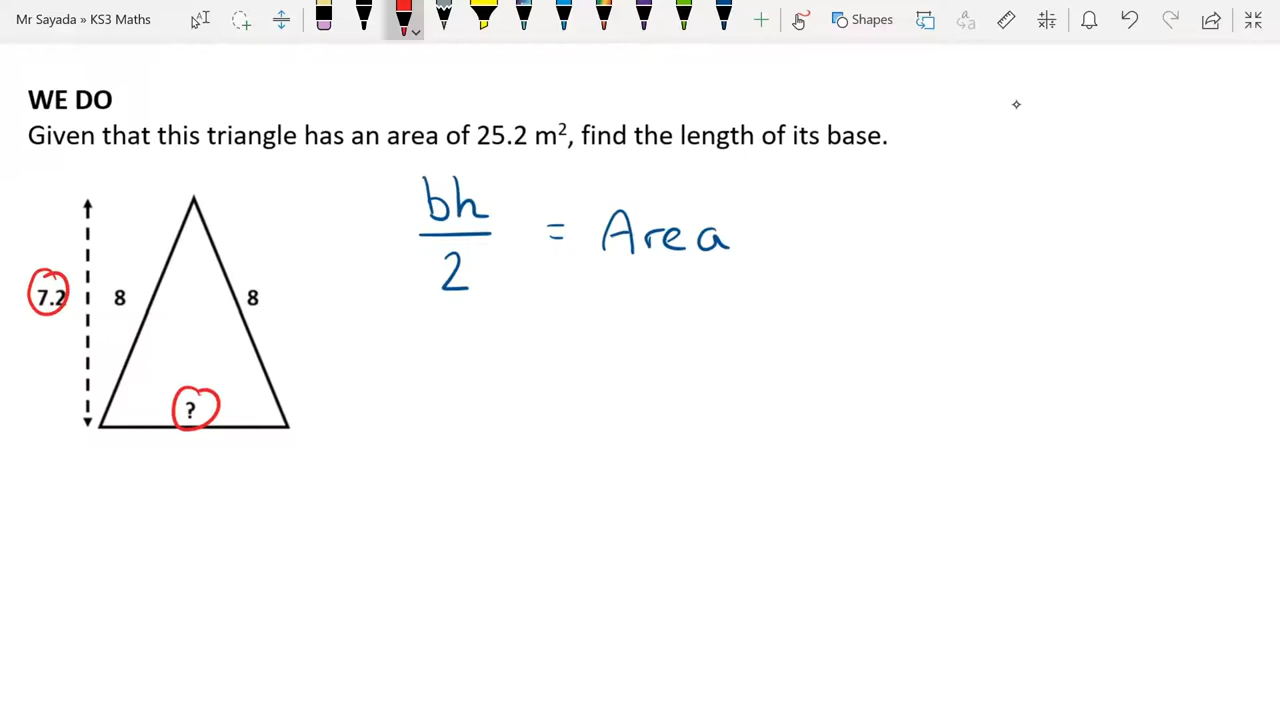 Mr Sayada » KS3 Maths
Shapes
WE DO
Given that this triangle has an area of 25.2 m², find the length of its base.
bh
2
= Area
7.2
8
8
?